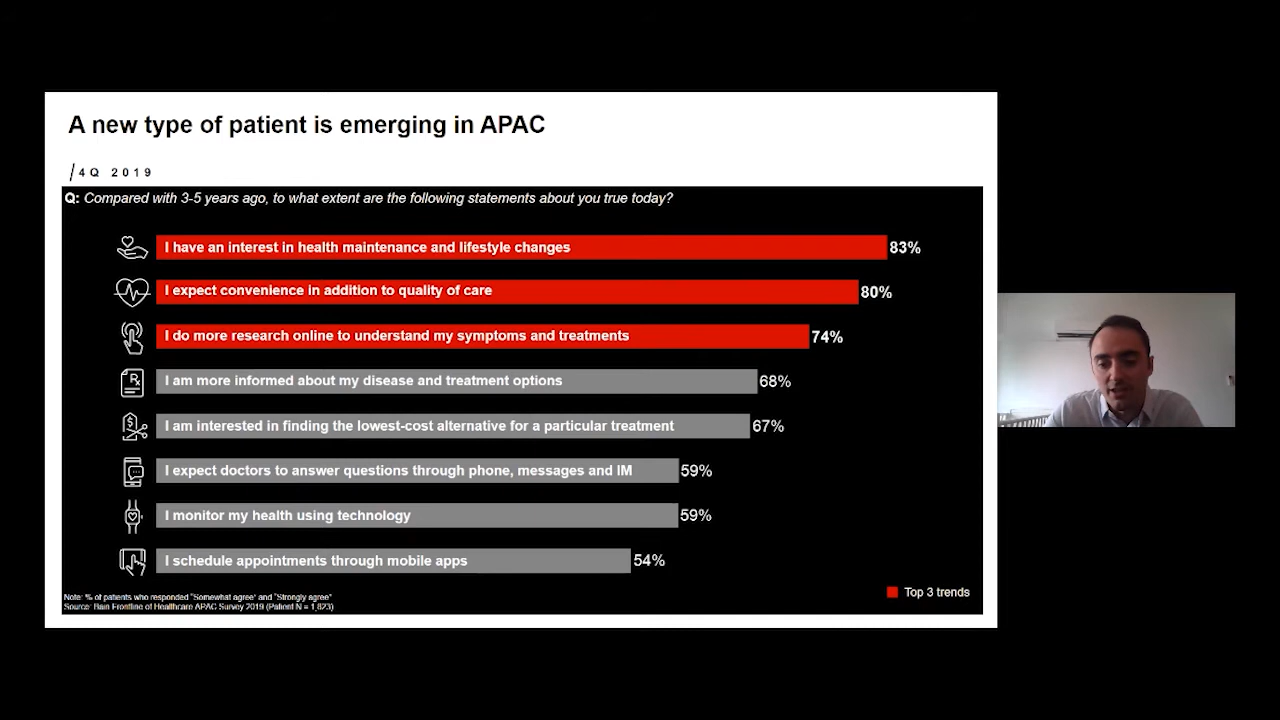 A new type of patient is emerging in APAC
/4Q 2019
Q: Compared with 3-5 years ago, to what extent are the following statements about you true today?
I have an interest in health maintenance and lifestyle changes 83%
I expect convenience in addition to quality of care 80%
I do more research online to understand my symptoms and treatments 74%
I am more informed about my disease and treatment options 68%
I am interested in finding the lowest-cost alternative for a particular treatment 67%
I expect doctors to answer questions through phone, messages and IM 59%
I monitor my health using technology 59%
I schedule appointments through mobile apps 54%
Top 3 trends
Note: % of patients who responded "Somewhat agree" and "Strongly agree"
Source: Bain Frontline of Healthcare APAC Survey 2019 (Patient N = 1,823)